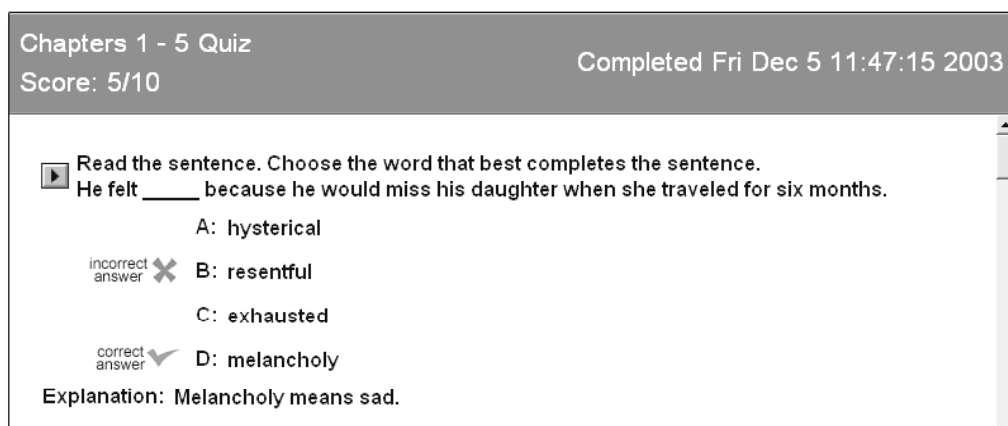 Chapters 1 - 5 Quiz
Score: 5/10
Completed Fri Dec 5 11:47:15 2003
Read the sentence. Choose the word that best completes the sentence.
He felt _____ because he would miss his daughter when she traveled for six months.
A: hysterical
incorrect answer B: resentful
C: exhausted
correct answer D: melancholy
Explanation: Melancholy means sad.